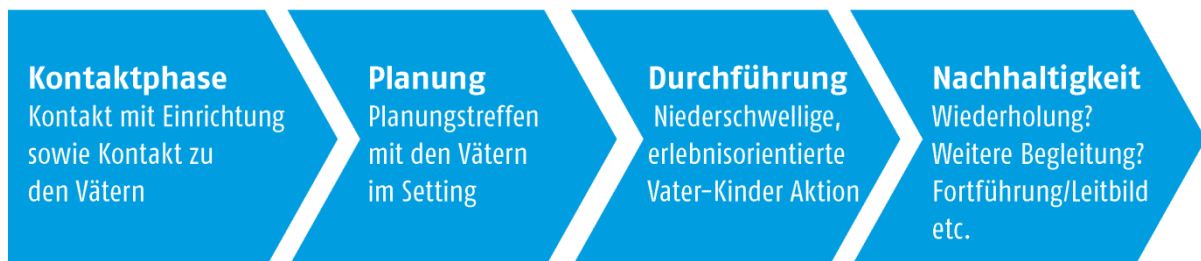 Kontaktphase
Kontakt mit Einrichtung
sowie Kontakt zu
den Vätern
Planung
Planungstreffen
mit den Vätern
im Setting
Durchführung
Niederschwellige,
erlebnisorientierte
Vater-Kinder Aktion
Nachhaltigkeit
Wiederholung?
Weitere Begleitung?
Fortführung/Leitbild
etc.